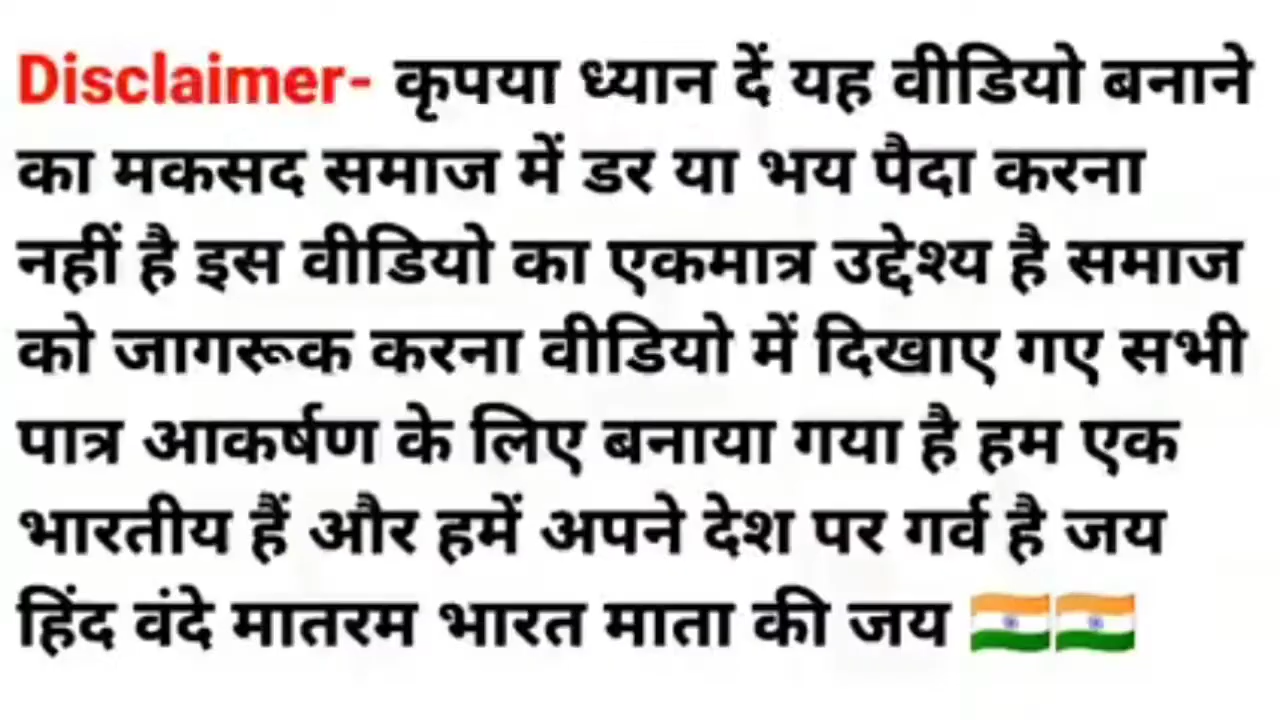 Disclaimer- कृपया ध्यान दें यह वीडियो बनाने
का मकसद समाज में डर या भय पैदा करना
नहीं है इस वीडियो का एकमात्र उद्देश्य है समाज
को जागरूक करना वीडियो में दिखाए गए सभी
पात्र आकर्षण के लिए बनाया गया है हम एक
भारतीय हैं और हमें अपने देश पर गर्व है जय
हिंद वंदे मातरम भारत माता की जय 🇮🇳🇮🇳